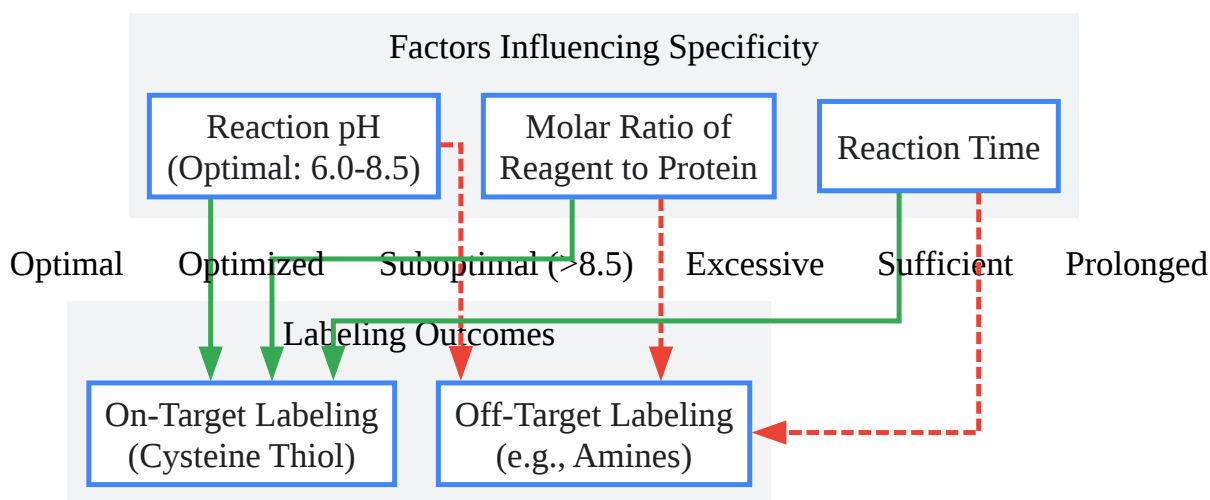 Factors Influencing Specificity
Reaction pH
(Optimal: 6.0-8.5)
Molar Ratio of
Reagent to Protein
Reaction Time
Optimal
Optimized
Suboptimal (>8.5)
Excessive
Sufficient
Prolonged
Labeling Outcomes
On-Target Labeling
(Cysteine Thiol)
Off-Target Labeling
(e.g., Amines)